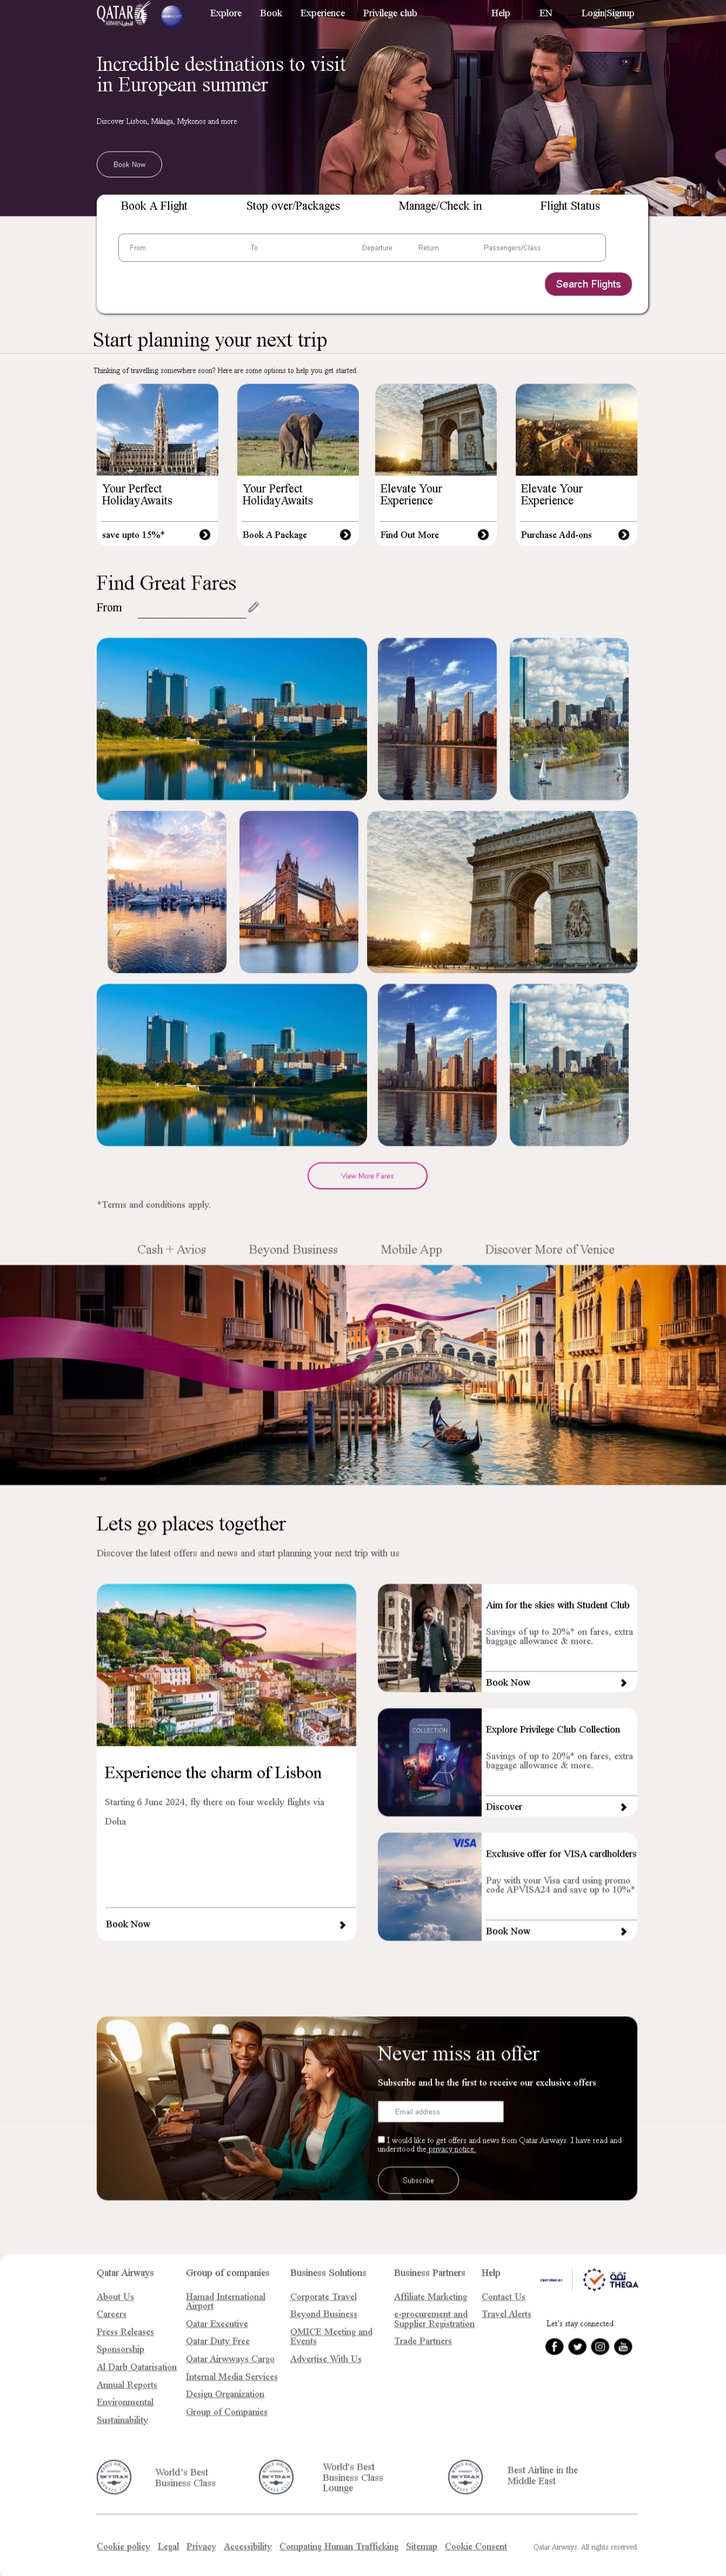 QATAR
AIRWAYS
Explore Book Experience Privilege club Help EN Login|Signup
Incredible destinations to visit
in European summer
Discover Lisbon, Málaga, Mykonos and more
Book Now
Book A Flight Stop over/Packages Manage/Check in Flight Status
From To Departure Return Passengers/Class
Search Flights
Start planning your next trip
Thinking of travelling somewhere soon? Here are some options to help you get started
Your Perfect
HolidayAwaits
save upto 15%*
Your Perfect
HolidayAwaits
Book A Package
Elevate Your
Experience
Find Out More
Elevate Your
Experience
Purchase Add-ons
Find Great Fares
From
View More Fares
*Terms and conditions apply.
Cash + Avios Beyond Business Mobile App Discover More of Venice
Lets go places together
Discover the latest offers and news and start planning your next trip with us
Experience the charm of Lisbon
Starting 6 June 2024, fly there on four weekly flights via
Doha
Book Now
Aim for the skies with Student Club
Savings of up to 20%* on fares, extra
baggage allowance & more.
Book Now
COLLECTION
Explore Privilege Club Collection
Savings of up to 20%* on fares, extra
baggage allowance & more.
Discover
VISA
Exclusive offer for VISA cardholders
Pay with your Visa card using promo
code APVISA24 and save up to 10%*
Book Now
Never miss an offer
Subscribe and be the first to receive our exclusive offers
Email address
I would like to get offers and news from Qatar Airways. I have read and
understood the privacy notice.
Subscribe
Qatar Airways
About Us
Careers
Press Releases
Sponsorship
Al Darb Qatarisation
Annual Reports
Environmental
Sustainability
Group of companies
Hamad International
Airport
Qatar Executive
Qatar Duty Free
Qatar Airwways Cargo
Internal Media Services
Design Organization
Group of Companies
Business Solutions
Corporate Travel
Beyond Business
QMICE Meeting and
Events
Advertise With Us
Business Partners
Affiliate Marketing
e-procurement and
Supplier Registration
Trade Partners
Help
Contact Us
Travel Alerts
CERTIFIED BY
ثقة
THEQA
Let's stay connected
SKYTRAX
World's Best
Business Class
SKYTRAX
World's Best
Business Class
Lounge
SKYTRAX
Best Airline in the
Middle East
Cookie policy Legal Privacy Accessibility Compating Human Trafficking Sitemap Cookie Consent Qatar Airways. All rights reserved